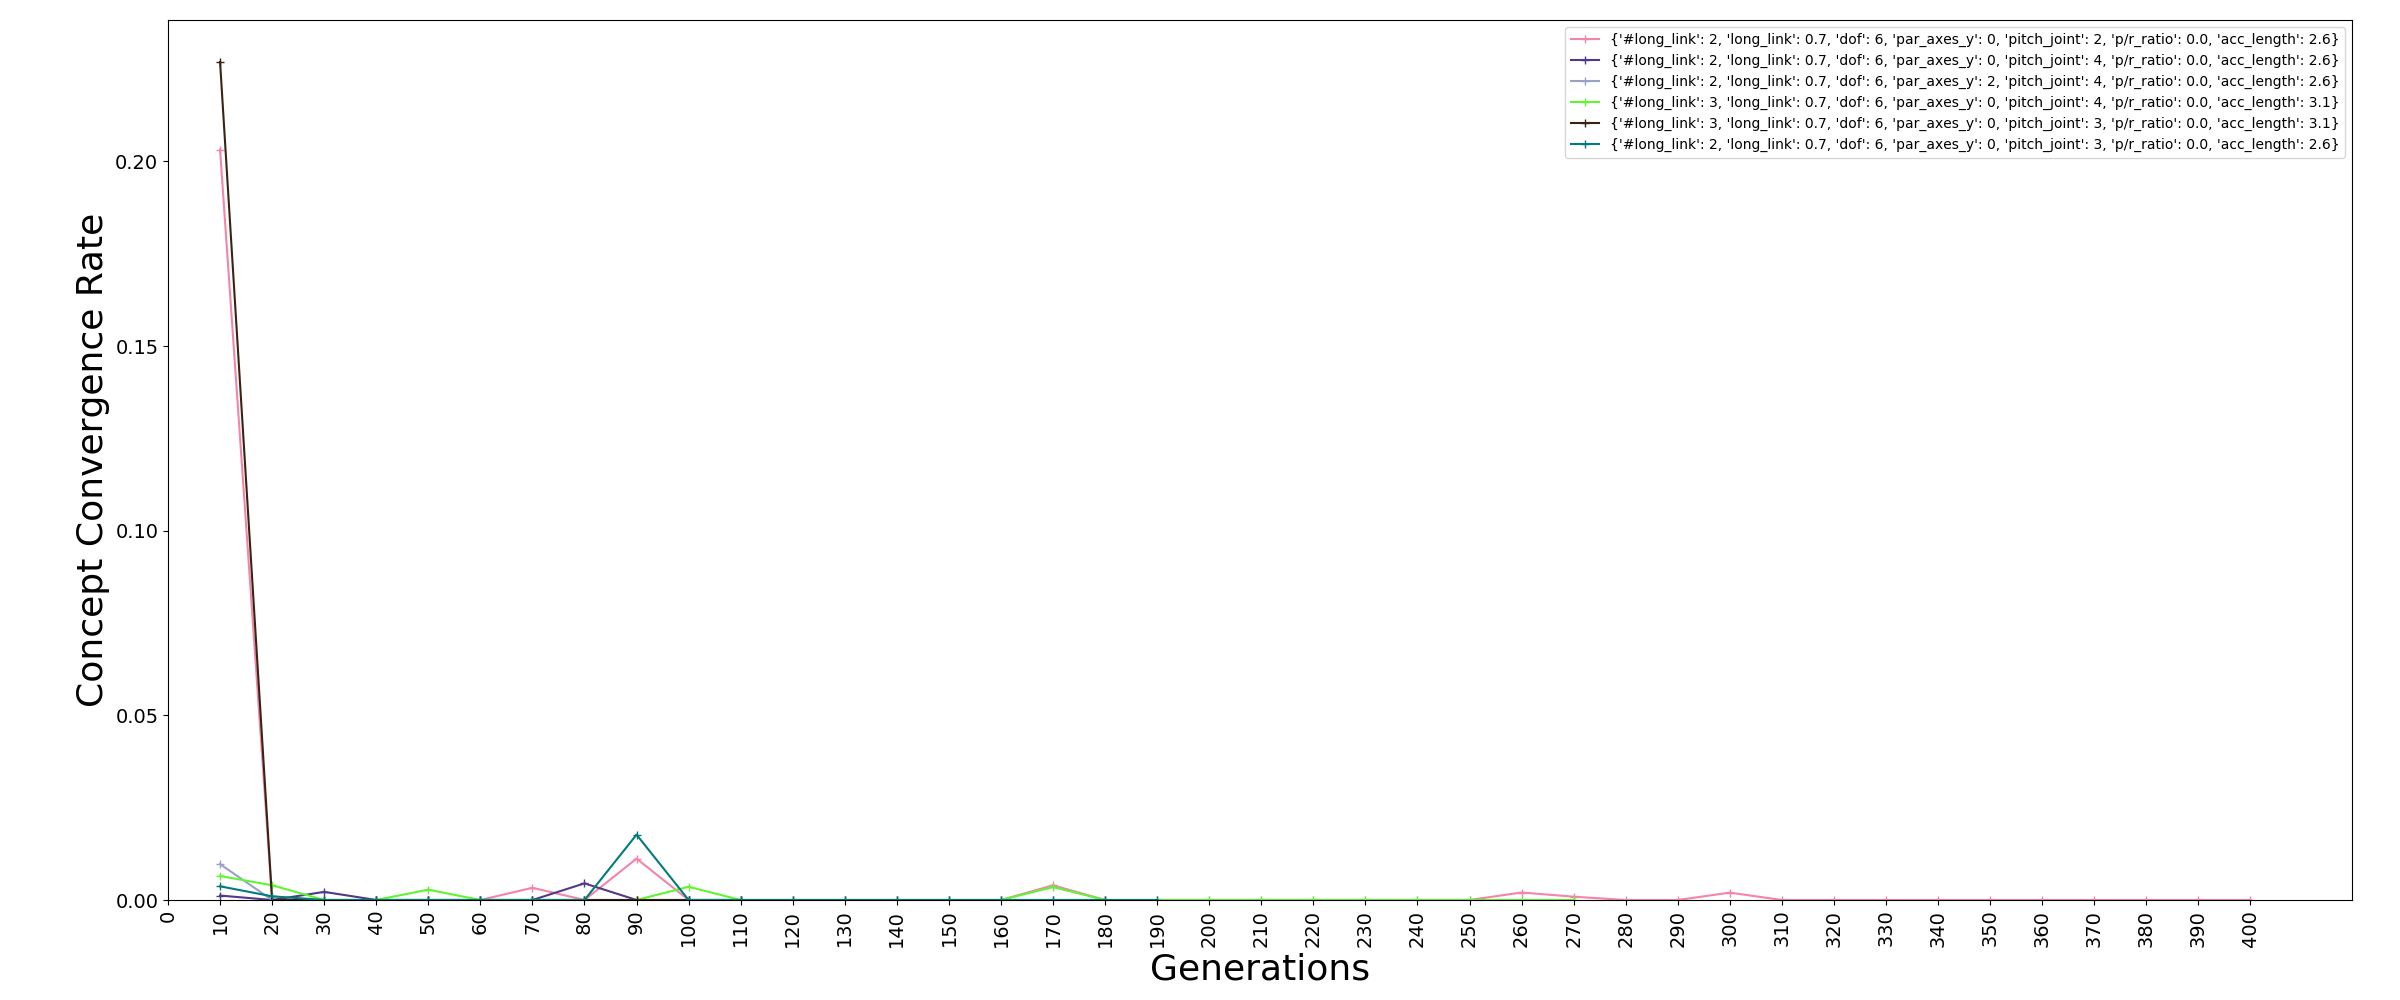 {'#long_link': 2, 'long_link': 0.7, 'dof': 6, 'par_axes_y': 0, 'pitch_joint': 2, 'p/r_ratio': 0.0, 'acc_length': 2.6}
{'#long_link': 2, 'long_link': 0.7, 'dof': 6, 'par_axes_y': 0, 'pitch_joint': 4, 'p/r_ratio': 0.0, 'acc_length': 2.6}
{'#long_link': 2, 'long_link': 0.7, 'dof': 6, 'par_axes_y': 2, 'pitch_joint': 4, 'p/r_ratio': 0.0, 'acc_length': 2.6}
{'#long_link': 3, 'long_link': 0.7, 'dof': 6, 'par_axes_y': 0, 'pitch_joint': 4, 'p/r_ratio': 0.0, 'acc_length': 3.1}
{'#long_link': 3, 'long_link': 0.7, 'dof': 6, 'par_axes_y': 0, 'pitch_joint': 3, 'p/r_ratio': 0.0, 'acc_length': 3.1}
{'#long_link': 2, 'long_link': 0.7, 'dof': 6, 'par_axes_y': 0, 'pitch_joint': 3, 'p/r_ratio': 0.0, 'acc_length': 2.6}
Concept Convergence Rate
0.20
0.15
0.10
0.05
0.00
0 10 20 30 40 50 60 70 80 90 100 110 120 130 140 150 160 170 180 190 200 210 220 230 240 250 260 270 280 290 300 310 320 330 340 350 360 370 380 390 400
Generations